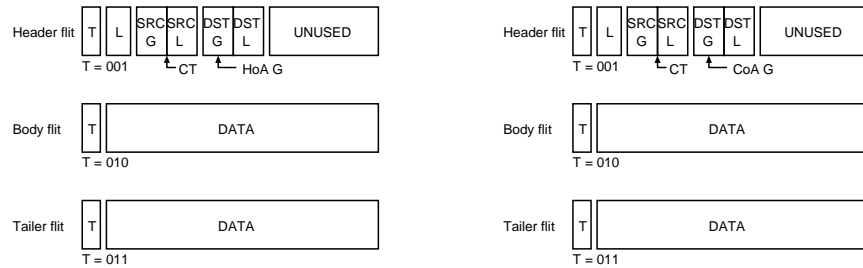 Header flit T L SRC G SRC L DST G DST L UNUSED
T = 001 CT HoA G
Body flit T DATA
T = 010
Tailer flit T DATA
T = 011
Header flit T L SRC G SRC L DST G DST L UNUSED
T = 001 CT CoA G
Body flit T DATA
T = 010
Tailer flit T DATA
T = 011